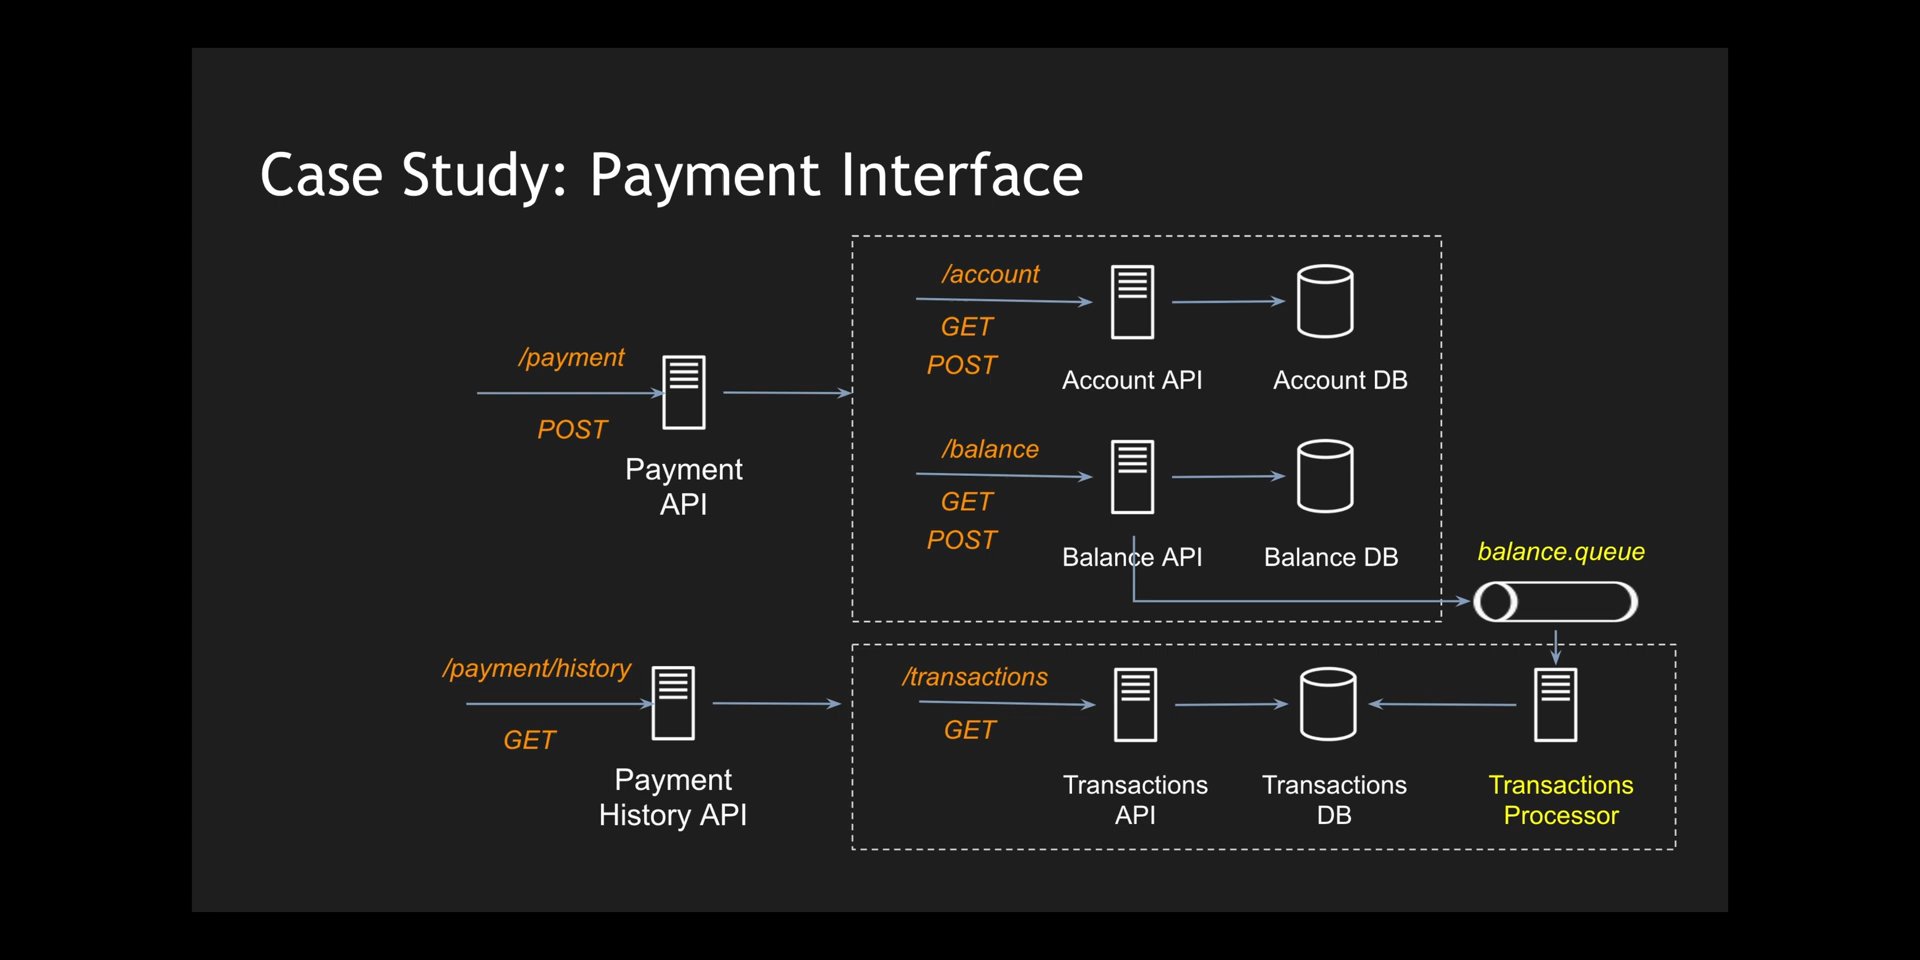 Case Study: Payment Interface
/account
GET
POST
Account API
Account DB
/payment
POST
Payment
API
/balance
GET
POST
Balance API
Balance DB
balance.queue
/payment/history
GET
Payment
History API
/transactions
GET
Transactions
API
Transactions
DB
Transactions
Processor